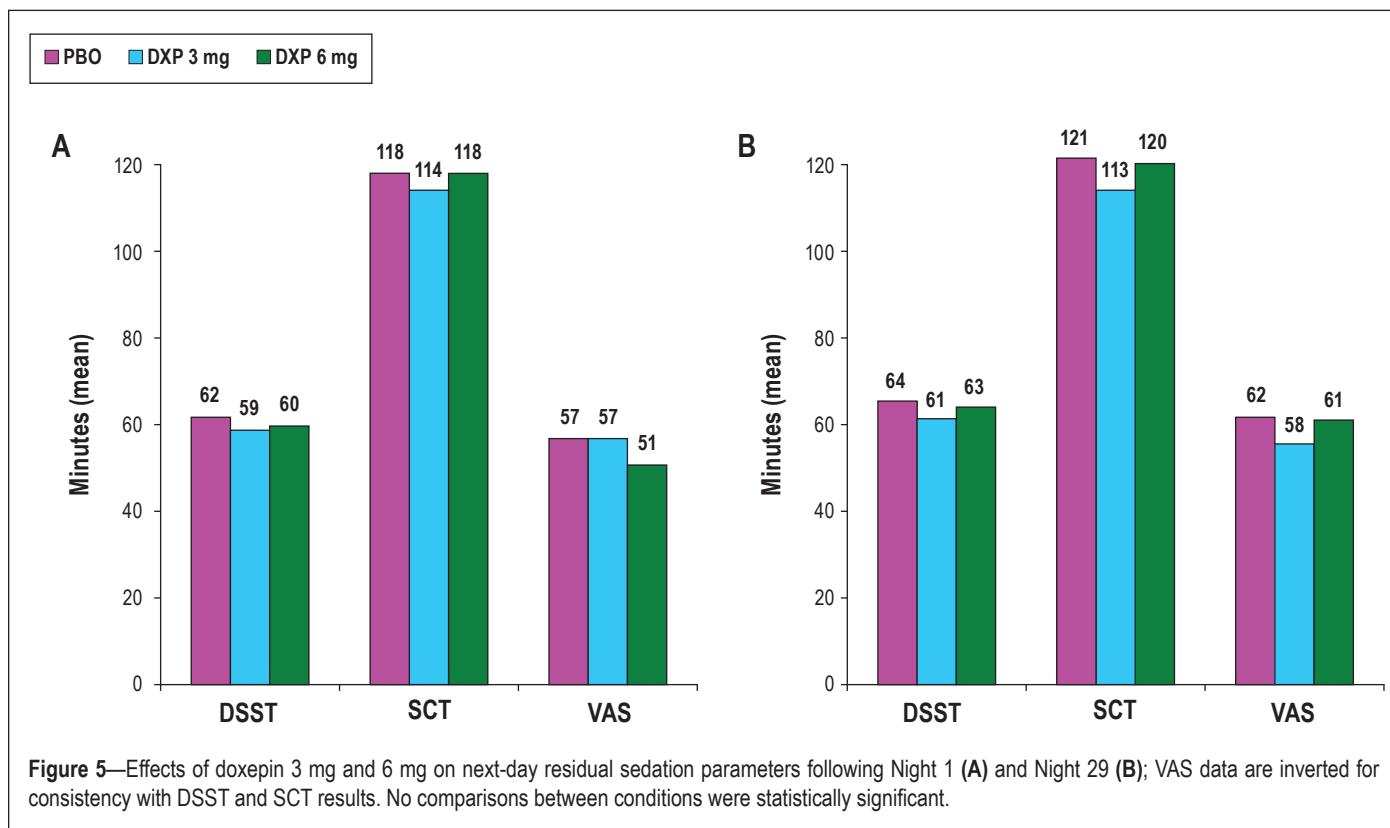 PBO DXP 3 mg DXP 6 mg
A
Minutes (mean)
120
100
80
60
40
20
0
62 59 60
118 114 118
57 57 51
DSST SCT VAS
B
Minutes (mean)
120
100
80
60
40
20
0
64 61 63
121 113 120
62 58 61
DSST SCT VAS
Figure 5—Effects of doxepin 3 mg and 6 mg on next-day residual sedation parameters following Night 1 (A) and Night 29 (B); VAS data are inverted for
consistency with DSST and SCT results. No comparisons between conditions were statistically significant.